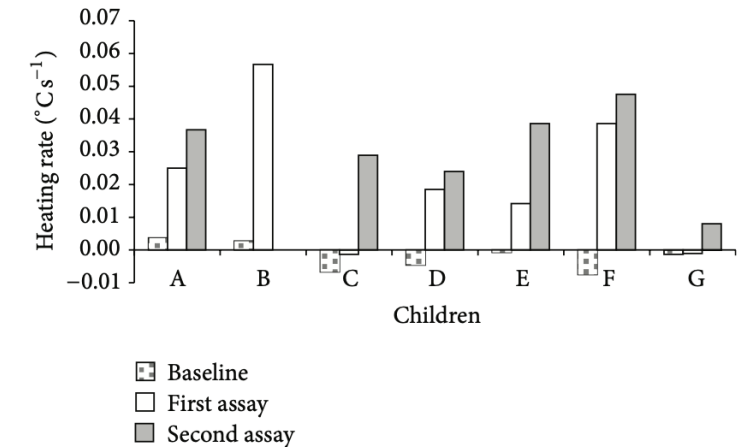 0.07
0.06
0.05
0.04
0.03
0.02
0.01
0.00
−0.01
Heating rate (°C s⁻¹)
A B C D E F G
Children
Baseline
First assay
Second assay